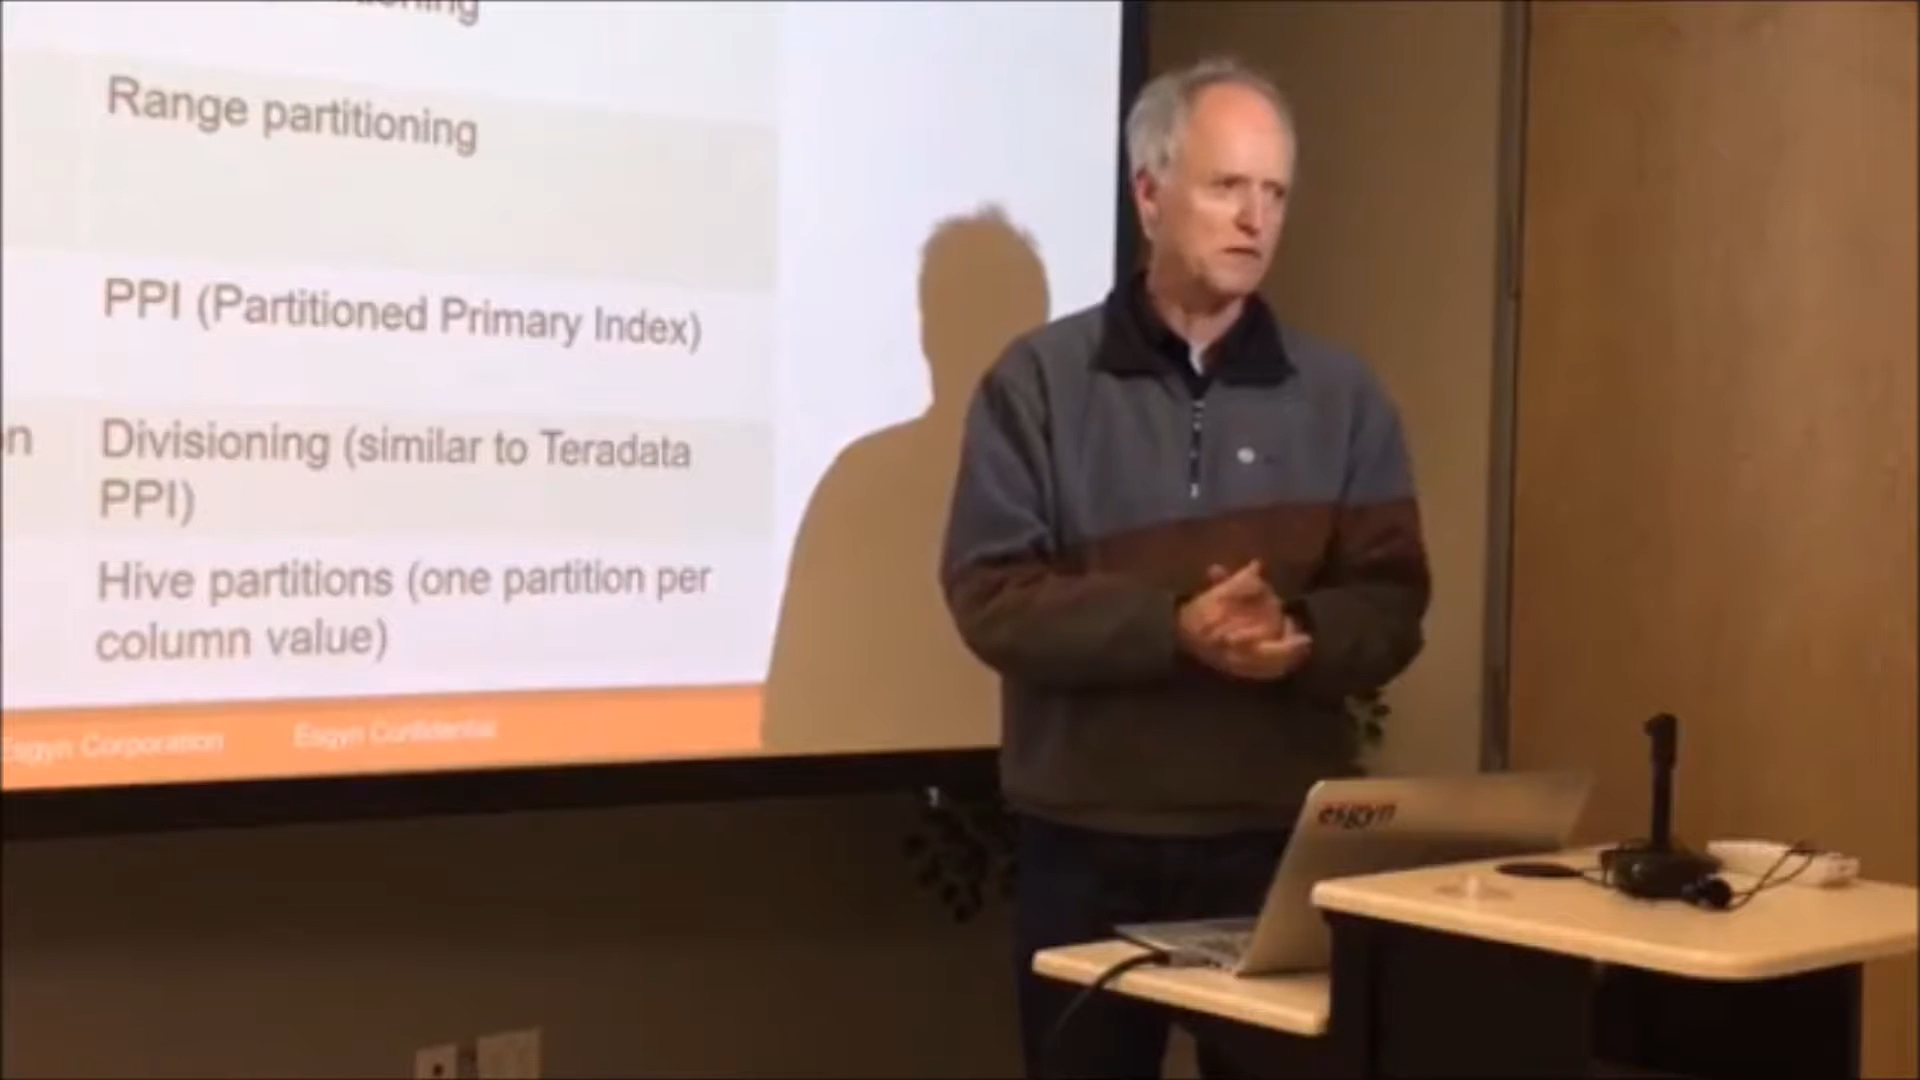 Range partitioning
PPI (Partitioned Primary Index)
n
Divisioning (similar to Teradata
PPI)
Hive partitions (one partition per
column value)
Esgyn Corporation
Esgyn Confidential
esgyn